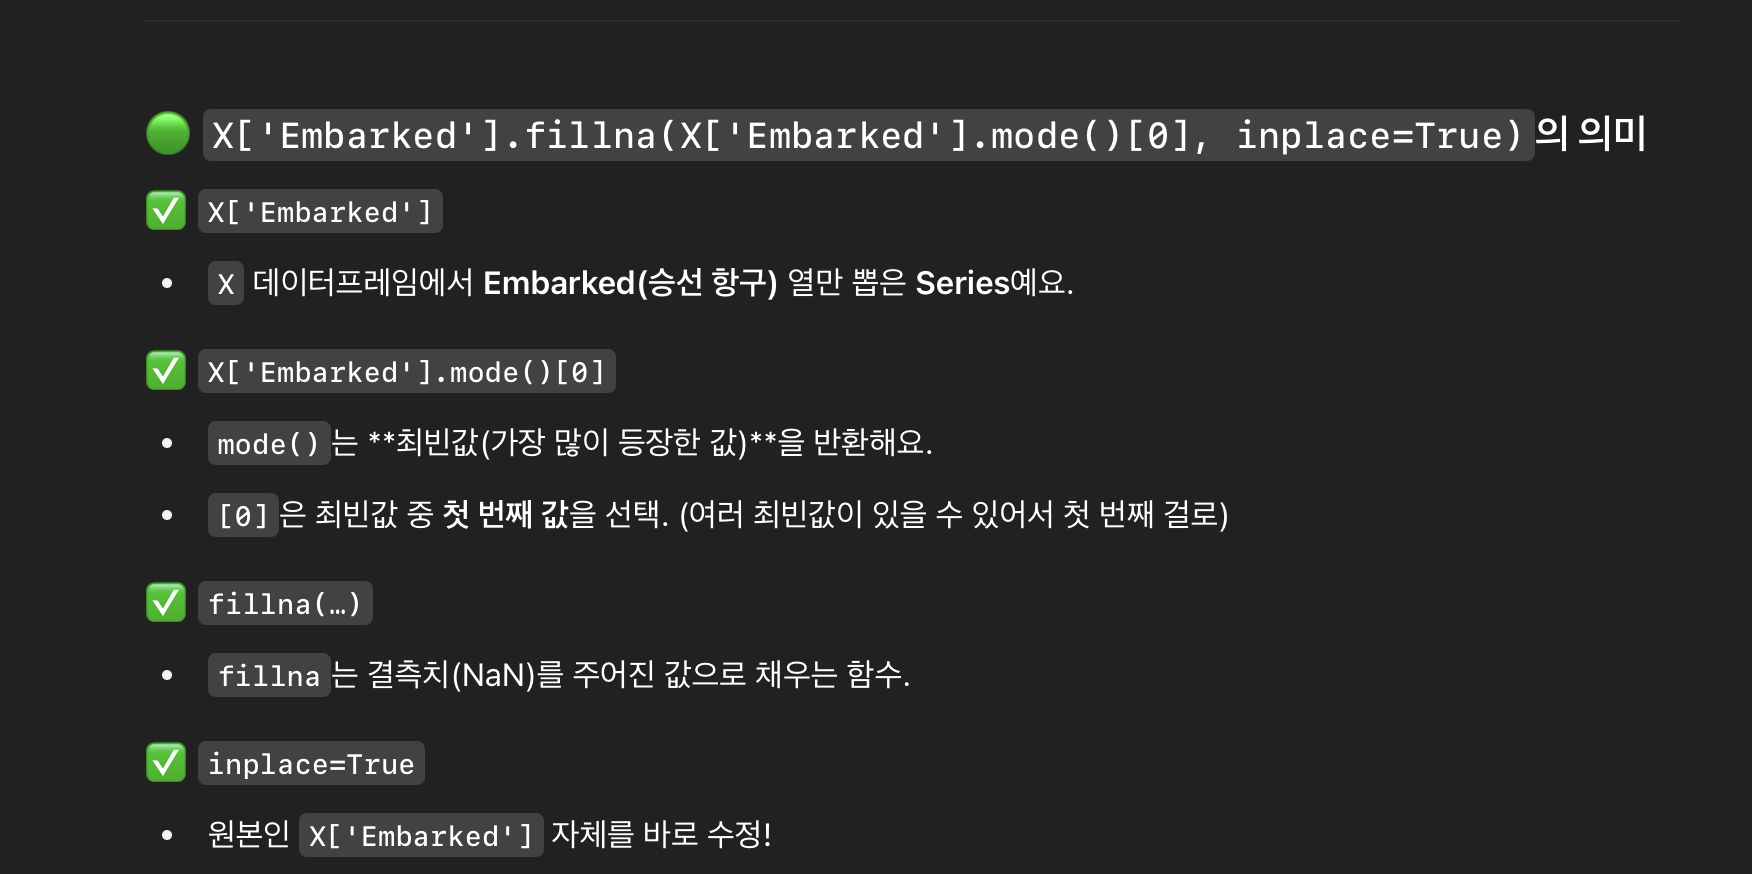 🟢 X['Embarked'].fillna(X['Embarked'].mode()[0], inplace=True)의 의미
✅ X['Embarked']
• X 데이터프레임에서 Embarked(승선 항구) 열만 뽑은 Series예요.
✅ X['Embarked'].mode()[0]
• mode()는 **최빈값(가장 많이 등장한 값)**을 반환해요.
• [0]은 최빈값 중 첫 번째 값을 선택. (여러 최빈값이 있을 수 있어서 첫 번째 걸로)
✅ fillna(…)
• fillna는 결측치(NaN)를 주어진 값으로 채우는 함수.
✅ inplace=True
• 원본인 X['Embarked'] 자체를 바로 수정!